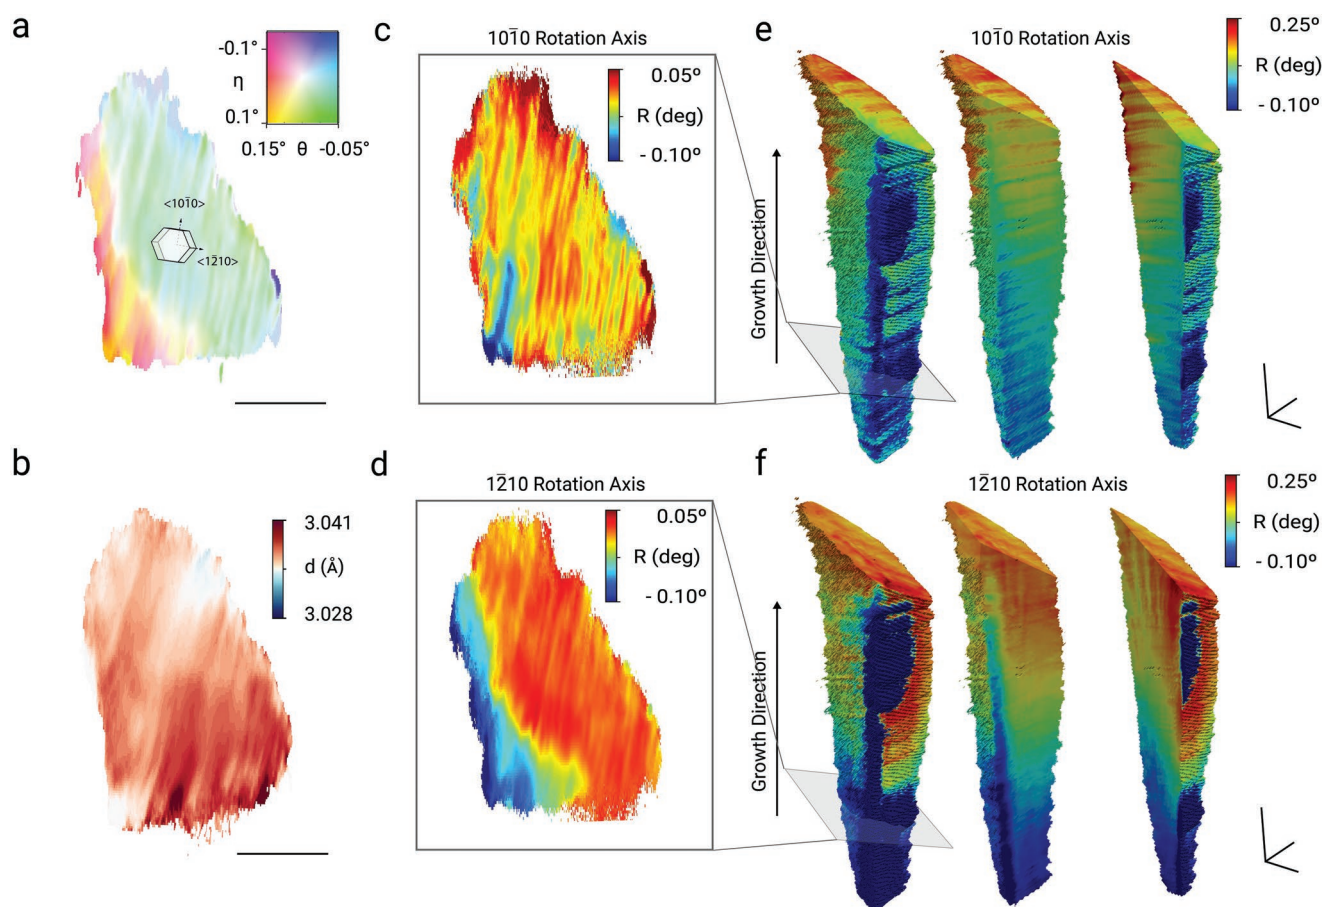 a
-0.1°
η
0.1°
0.15° θ -0.05°
<101̅0>
<12̅10>
b
3.041
d (Å)
3.028
c
101̅0 Rotation Axis
0.05º
R (deg)
- 0.10°
d
12̅10 Rotation Axis
0.05º
R (deg)
- 0.10°
e
101̅0 Rotation Axis
0.25°
R (deg)
- 0.10°
Growth Direction
f
12̅10 Rotation Axis
0.25°
R (deg)
- 0.10°
Growth Direction